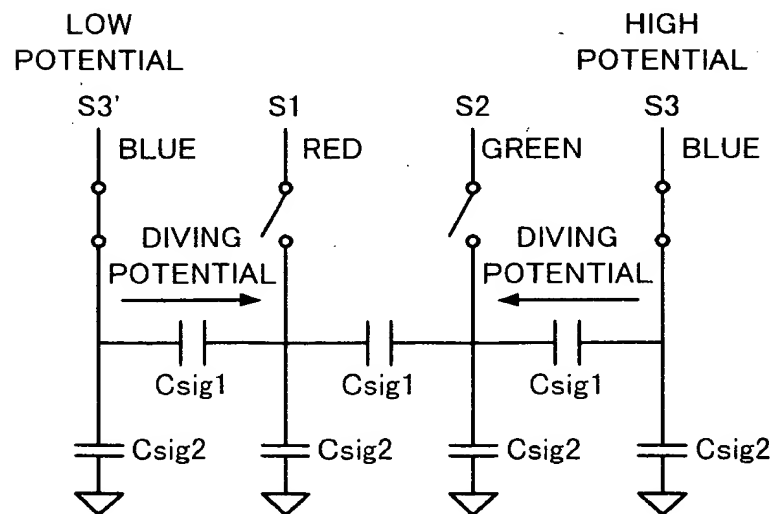 LOW
POTENTIAL
HIGH
POTENTIAL
S3' S1 S2 S3
BLUE RED GREEN BLUE
DIVING
POTENTIAL
DIVING
POTENTIAL
Csig1 Csig1 Csig1
Csig2 Csig2 Csig2 Csig2